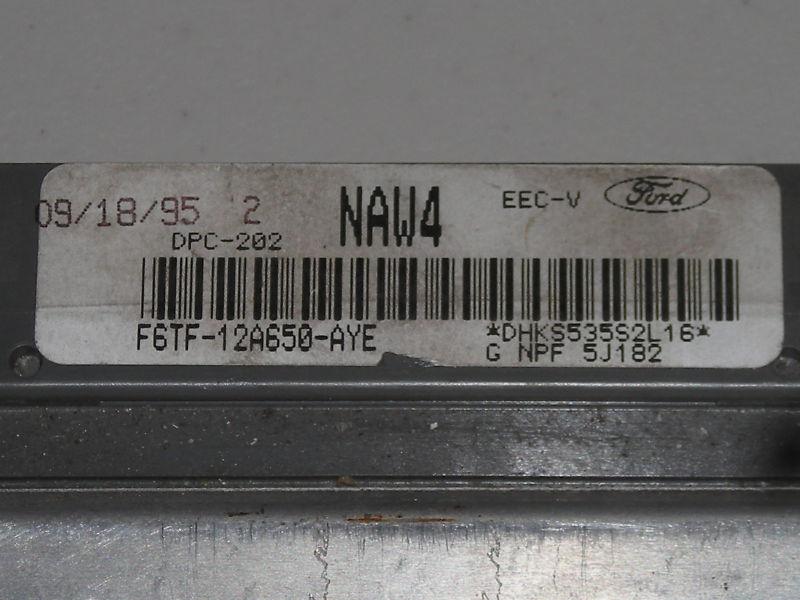 09/18/95 2
NAW4
EEC-V Ford
DPC-202
F6TF-12A650-AYE
*DHKS535S2L16*
G NPF 5J182